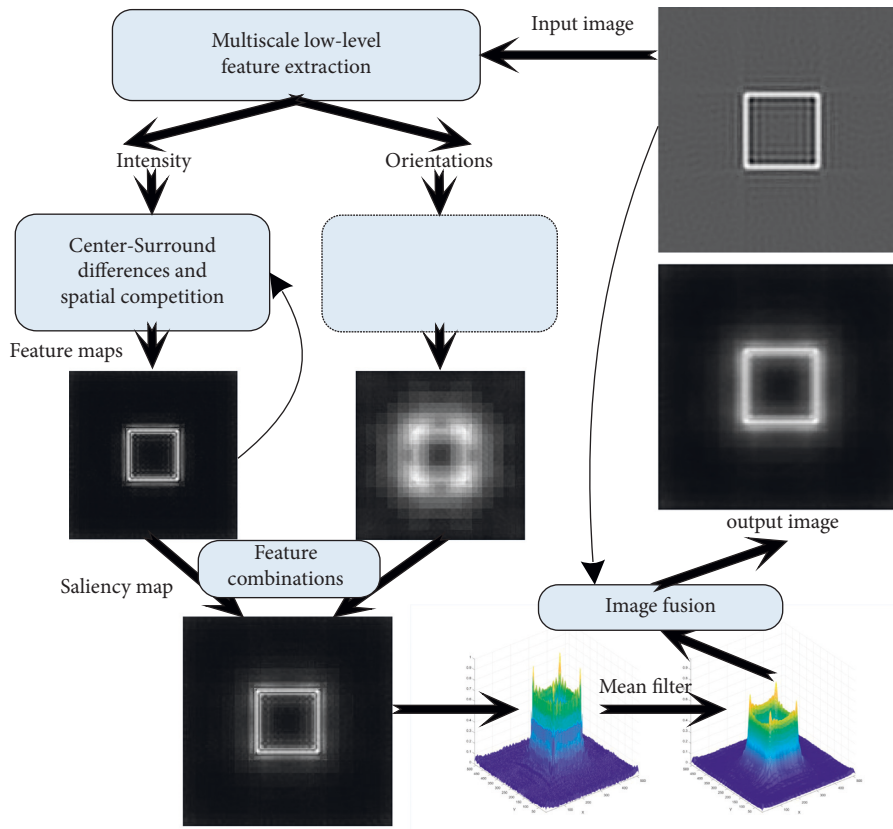 Multiscale low-level
feature extraction
Input image
Intensity
Orientations
Center-Surround
differences and
spatial competition
Feature maps
output image
Feature
combinations
Saliency map
Image fusion
Mean filter